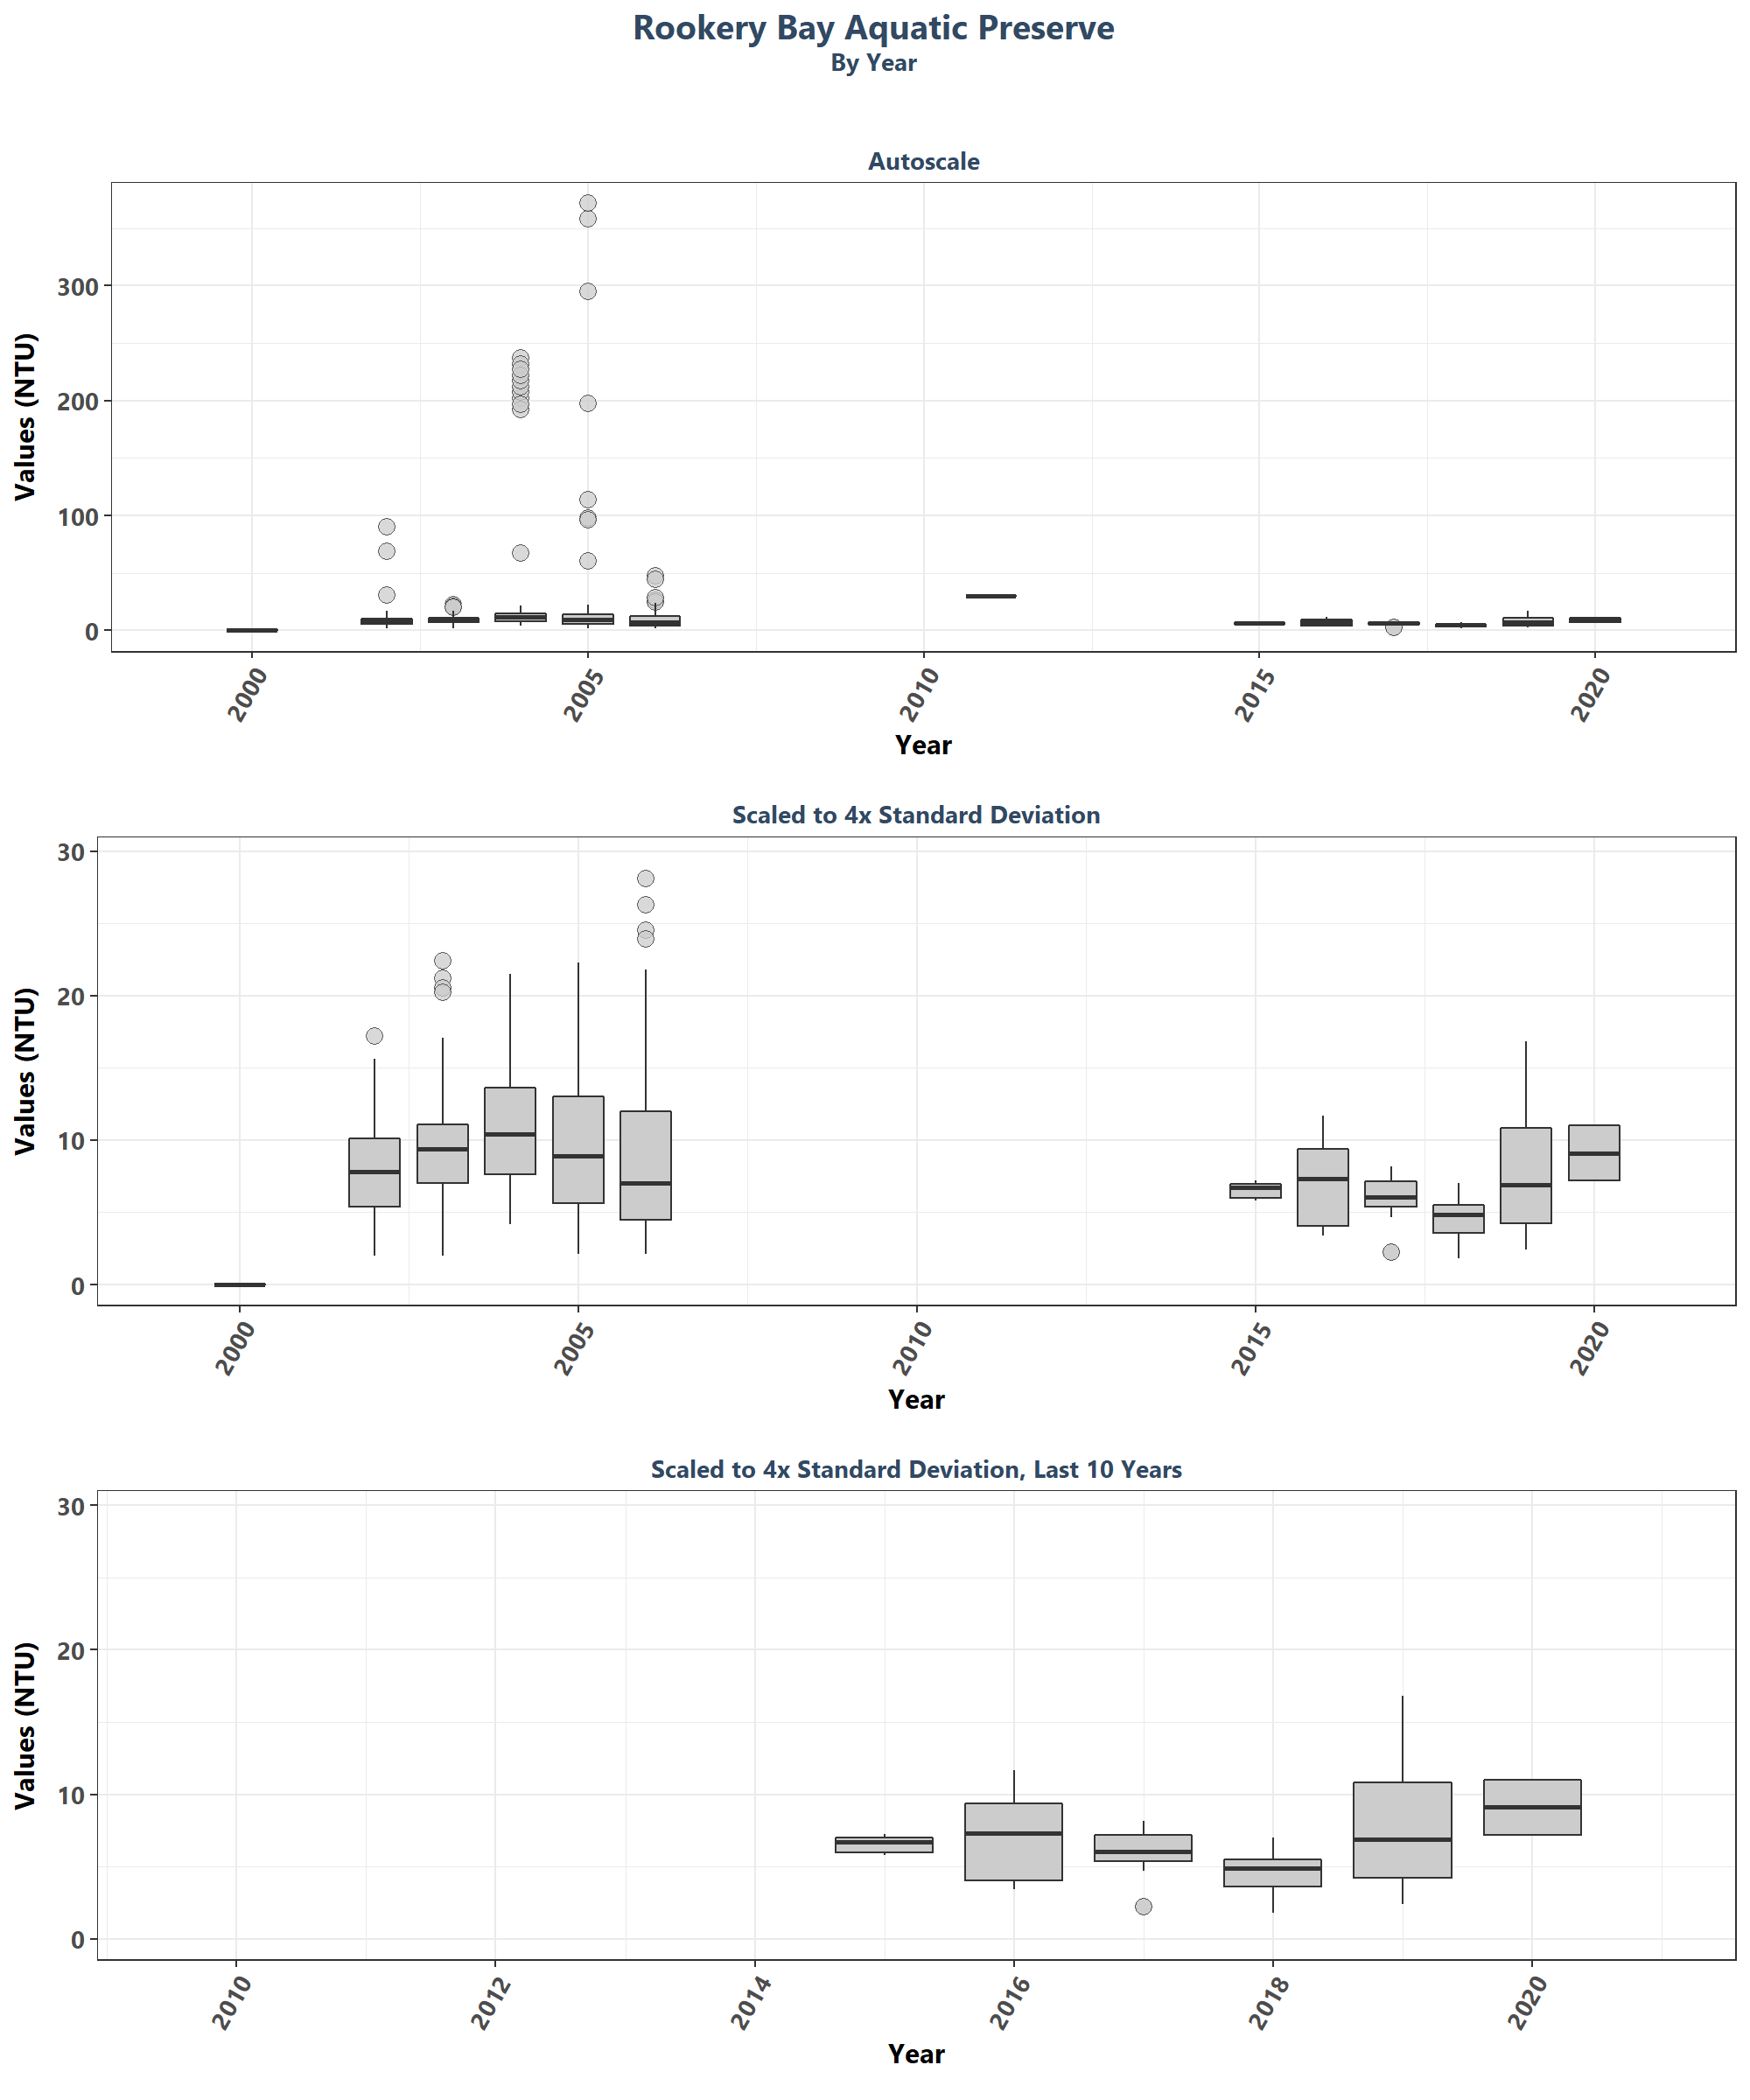 Rookery Bay Aquatic Preserve
By Year
Autoscale
Values (NTU)
300
200
100
0
2000 2005 2010 2015 2020
Year
Scaled to 4x Standard Deviation
Values (NTU)
30
20
10
0
2000 2005 2010 2015 2020
Year
Scaled to 4x Standard Deviation, Last 10 Years
Values (NTU)
30
20
10
0
2010 2012 2014 2016 2018 2020
Year